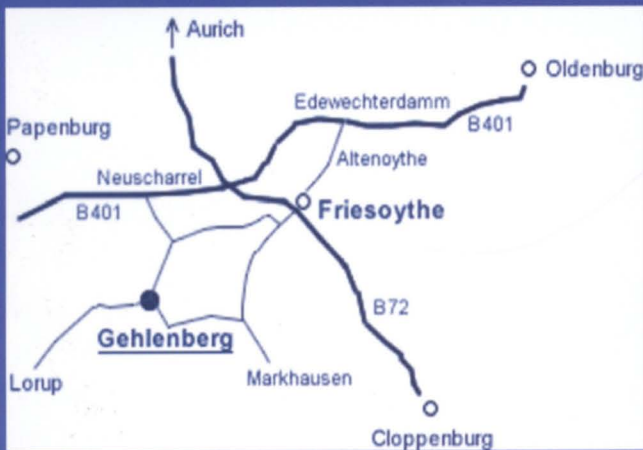 Aurich
Oldenburg
Edewechterdamm
B401
Papenburg
Altenoythe
Neuscharrel
B401
Friesoythe
B72
Gehlenberg
Lorup
Markhausen
Cloppenburg